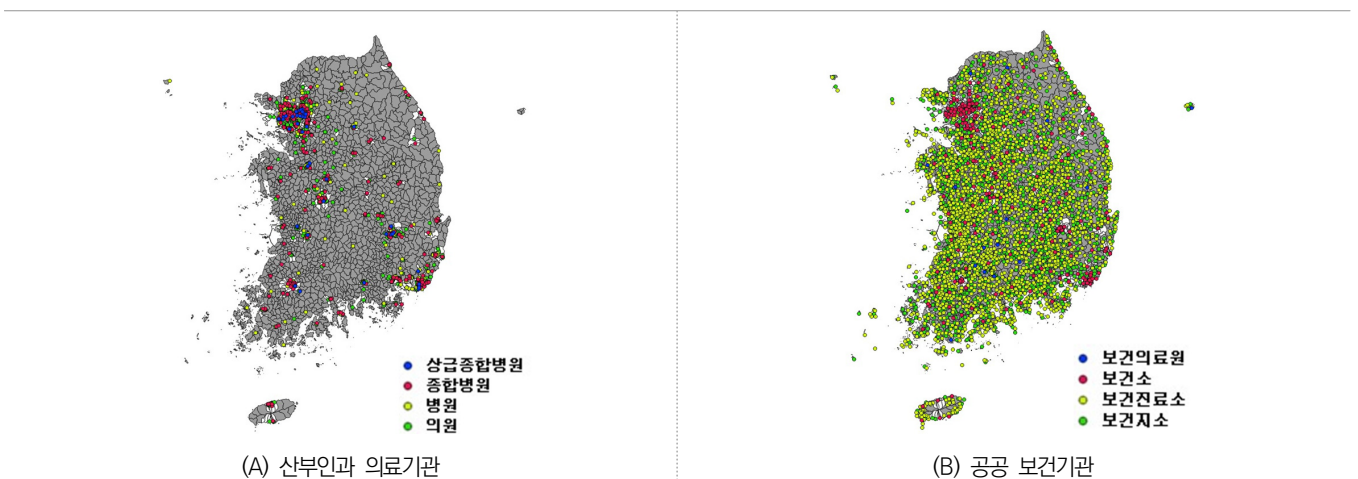 상급종합병원
종합병원
병원
의원
(A) 산부인과 의료기관
보건의료원
보건소
보건진료소
보건지소
(B) 공공 보건기관